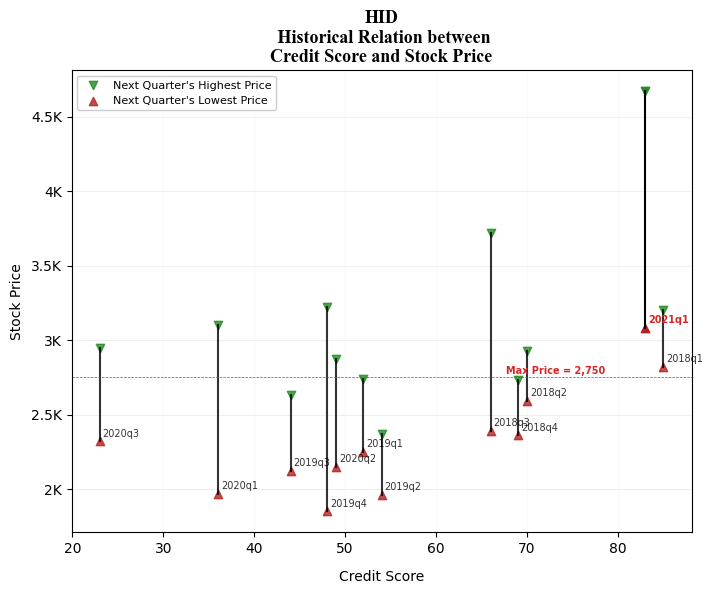 HID
Historical Relation between
Credit Score and Stock Price
Next Quarter's Highest Price
Next Quarter's Lowest Price
4.5K
4K
3.5K
3K
2.5K
2K
Stock Price
2021q1
2018q1
Max Price = 2,750
2018q2
2018q3
2018q4
2020q3
2019q1
2020q2
2019q3
2020q1
2019q2
2019q4
20
30
40
50
60
70
80
Credit Score